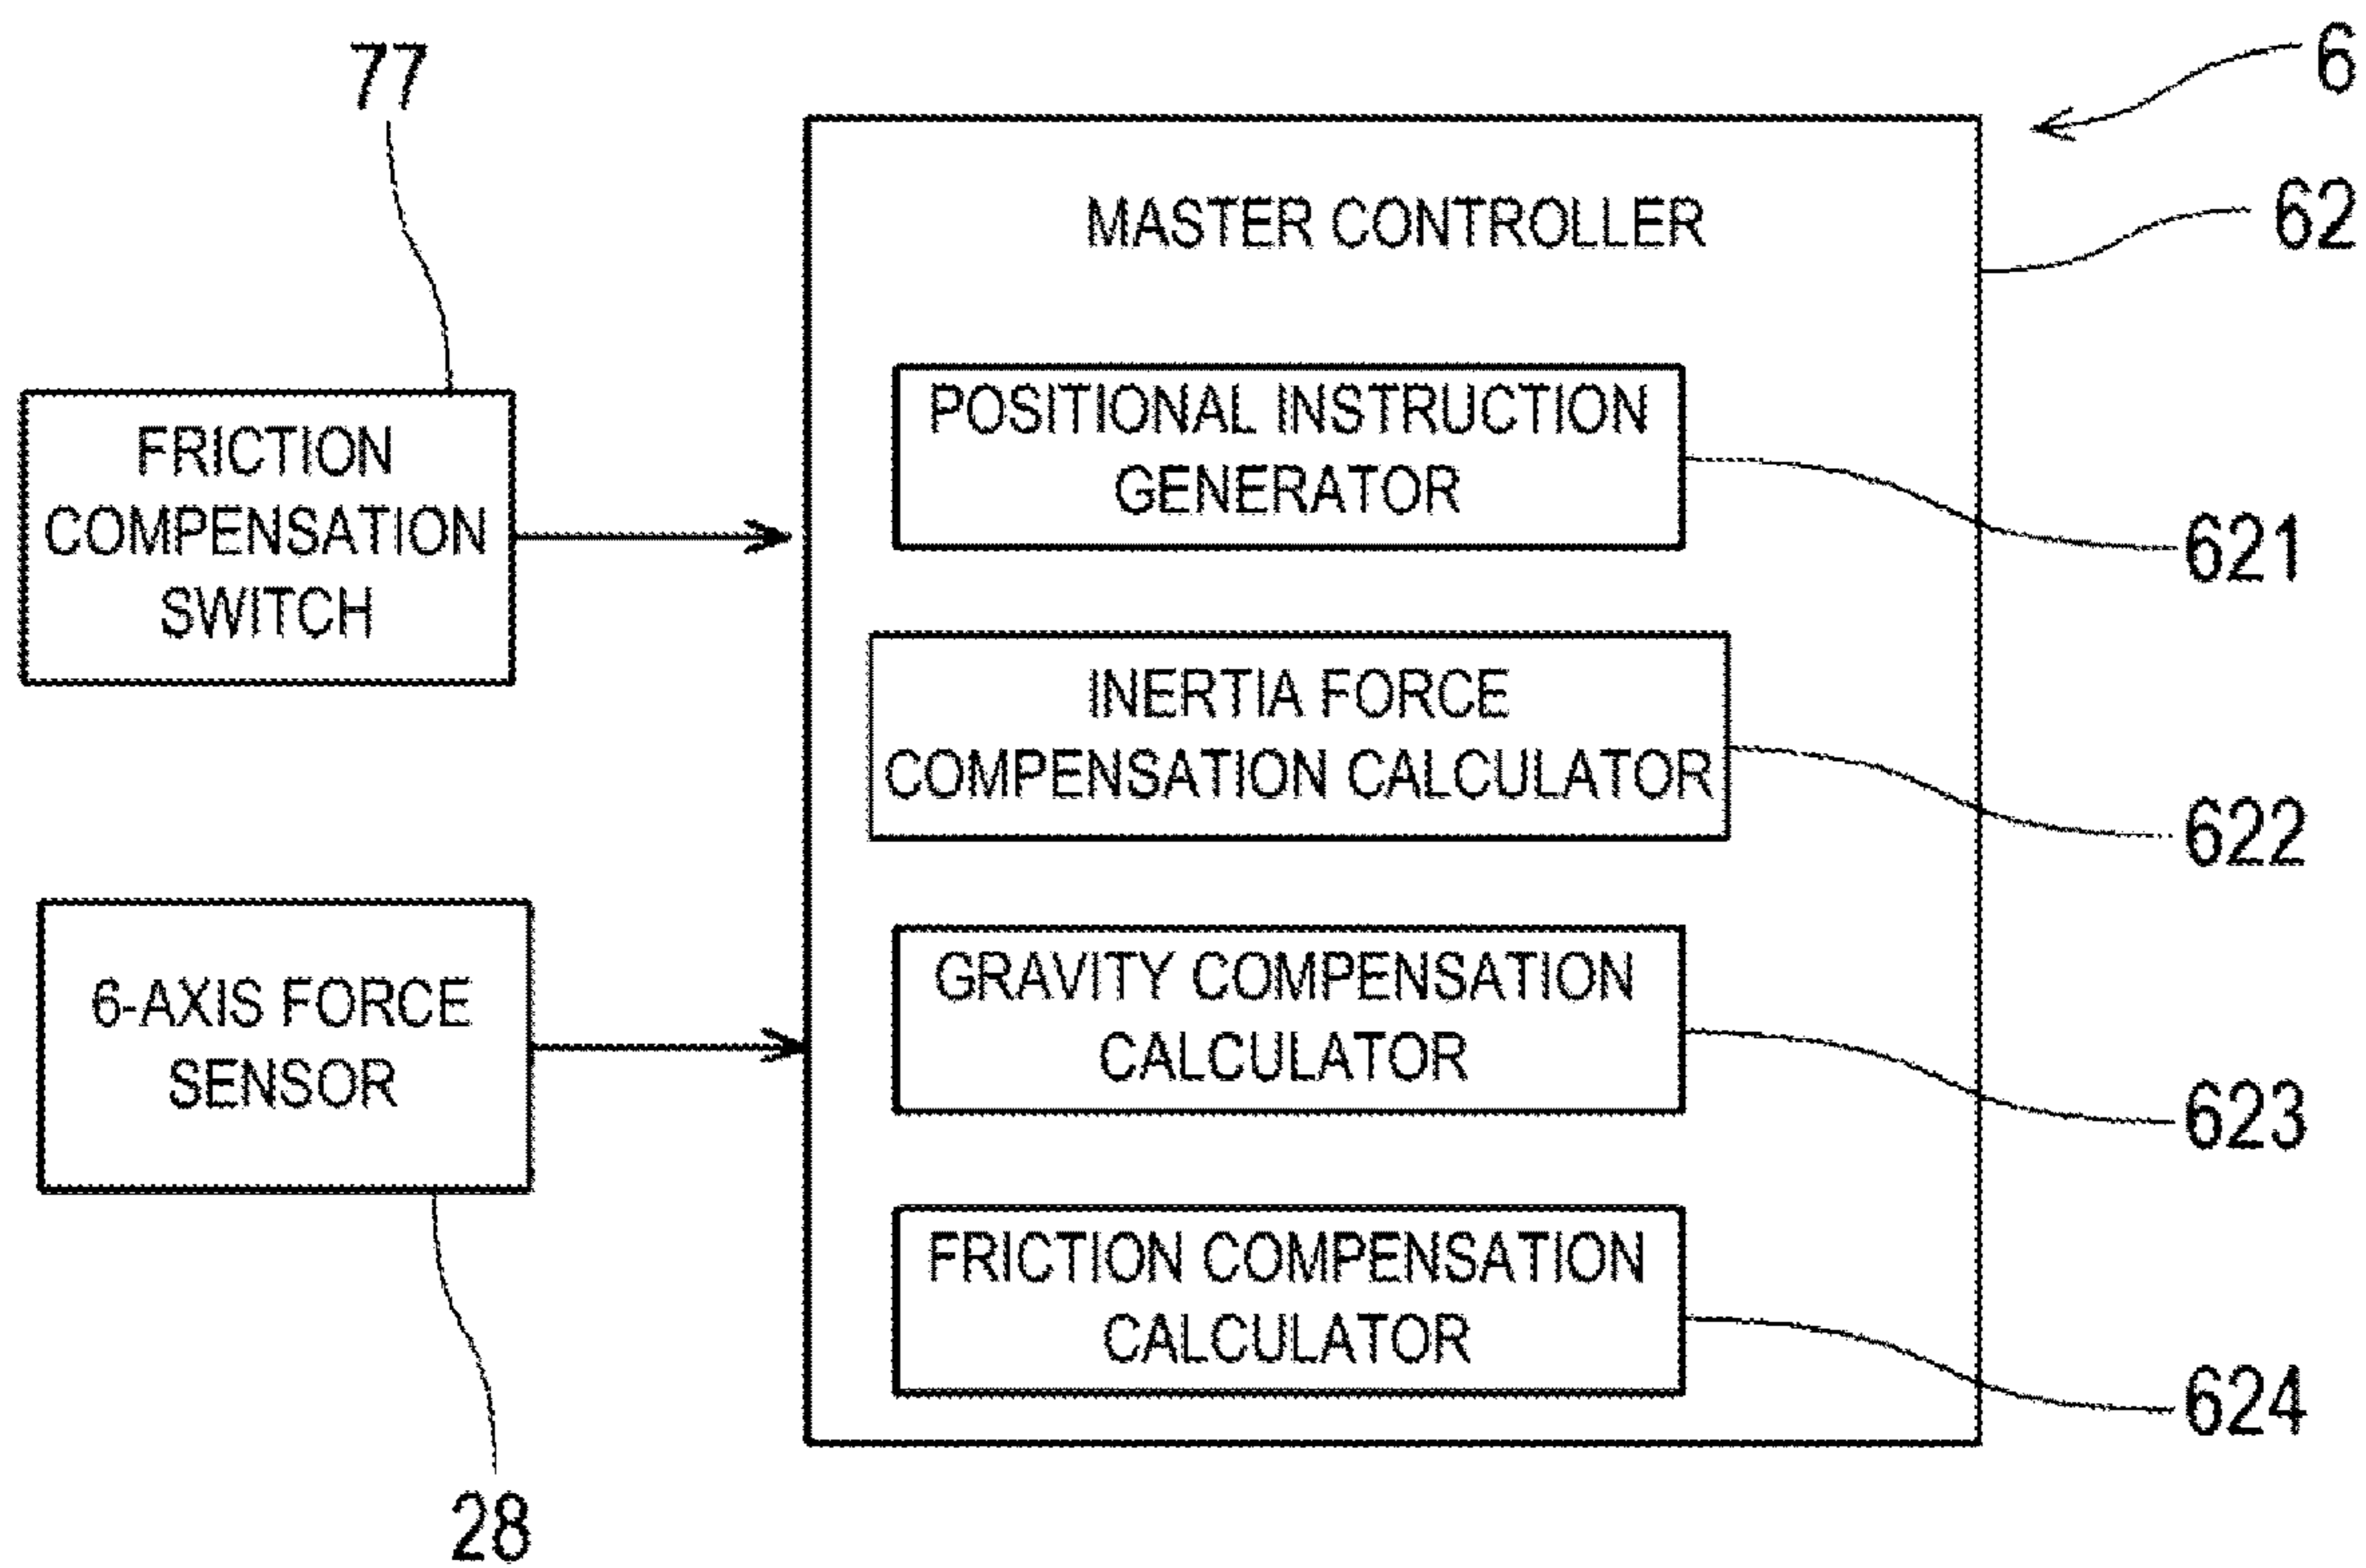 77
6
MASTER CONTROLLER
62
POSITIONAL INSTRUCTION
GENERATOR
621
FRICTION
COMPENSATION
SWITCH
INERTIA FORCE
COMPENSATION CALCULATOR
622
6-AXIS FORCE
SENSOR
GRAVITY COMPENSATION
CALCULATOR
623
FRICTION COMPENSATION
CALCULATOR
624
28